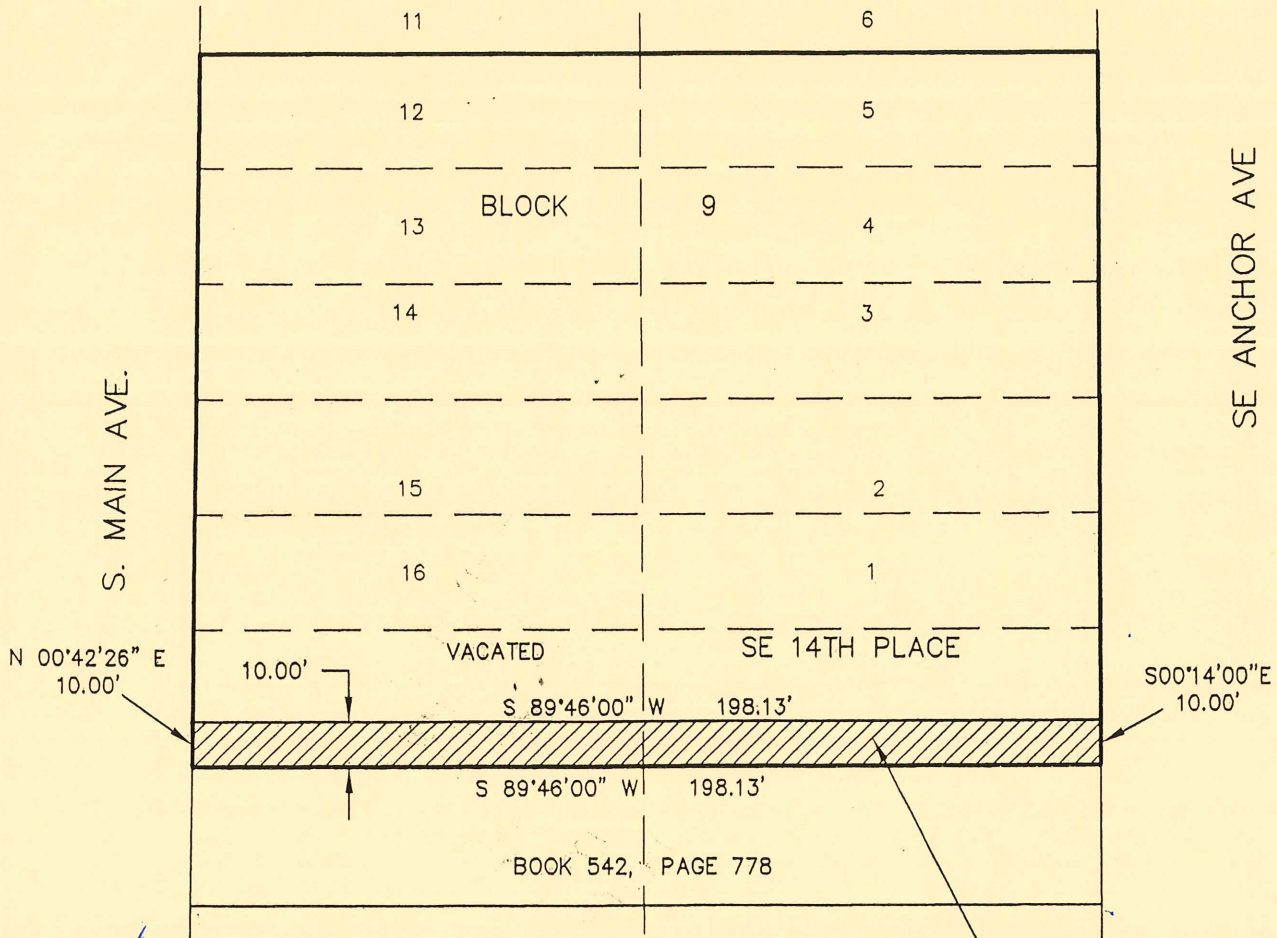 11 6
12 5
BLOCK 9
13 4
14 3
SE ANCHOR AVE
S. MAIN AVE.
15 2
16 1
VACATED SE 14TH PLACE
N 00°42'26" E
10.00'
10.00'
S00°14'00"E
10.00'
S 89°46'00" W 198.13'
S 89°46'00" W 198.13'
BOOK 542, PAGE 778